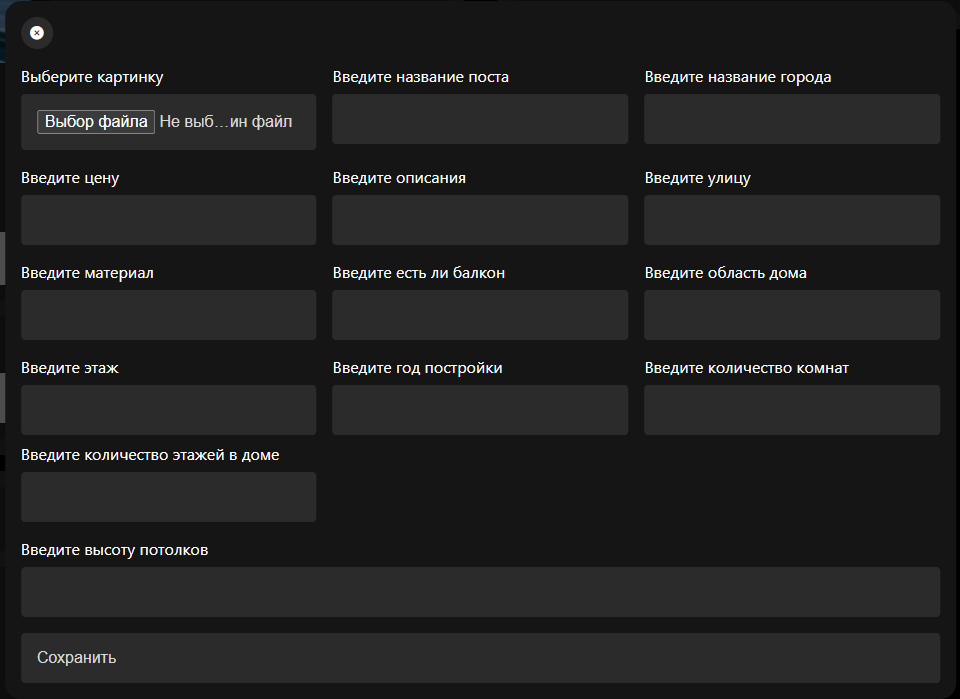 Выберите картинку
Введите название поста
Введите название города
Выбор файла Не выб...ин файл
Введите цену
Введите описания
Введите улицу
Введите материал
Введите есть ли балкон
Введите область дома
Введите этаж
Введите год постройки
Введите количество комнат
Введите количество этажей в доме
Введите высоту потолков
Сохранить